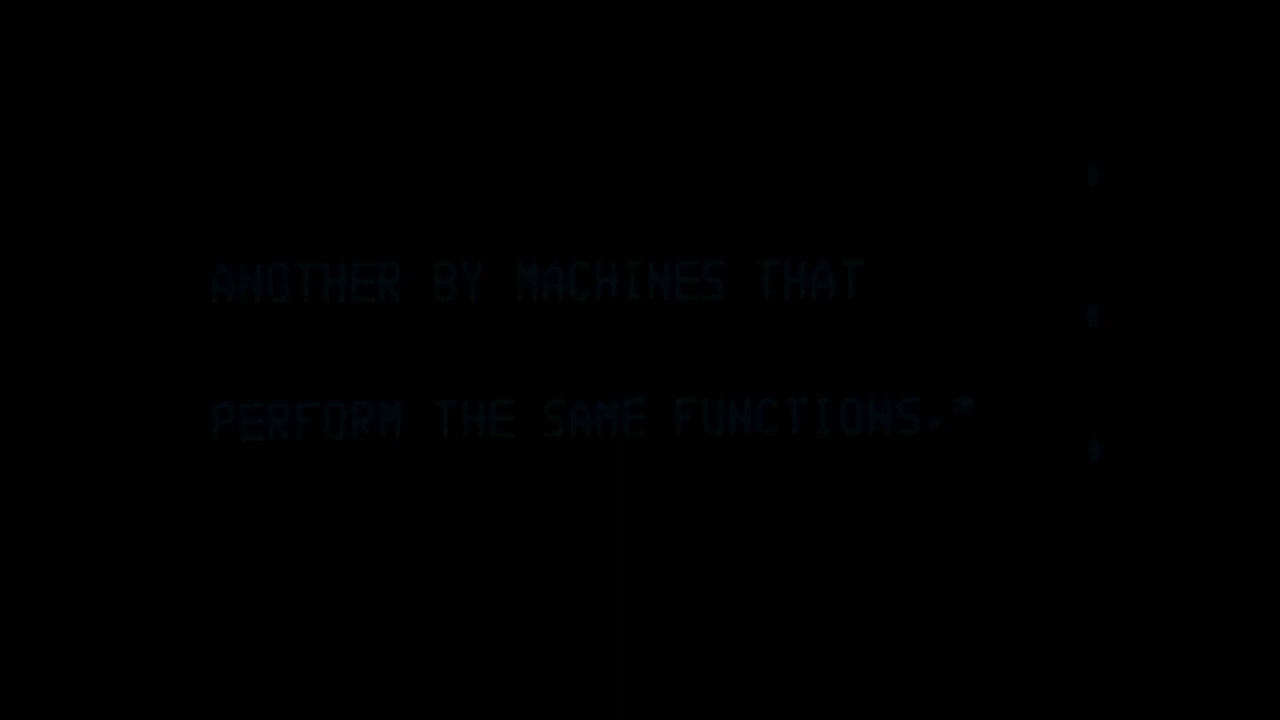 ANOTHER BY MACHINES THAT
PERFORM THE SAME FUNCTIONS."